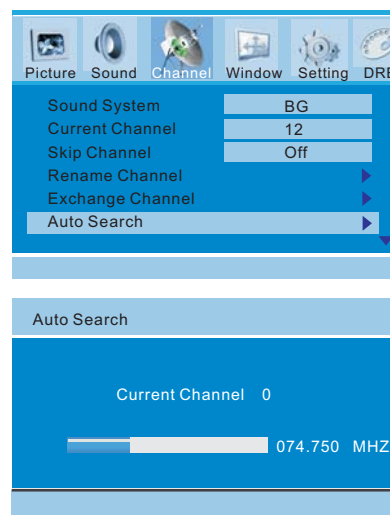 Picture Sound Channel Window Setting DRE
Sound System BG
Current Channel 12
Skip Channel Off
Rename Channel
Exchange Channel
Auto Search
Auto Search
Current Channel 0
074.750 MHZ